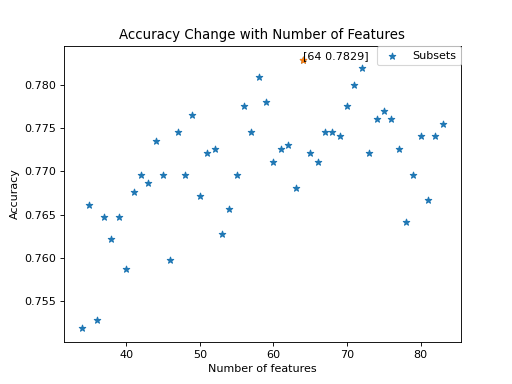 Accuracy Change with Number of Features
[64 0.7829]
Subsets
0.780
0.775
0.770
0.765
0.760
0.755
Accuracy
40 50 60 70 80
Number of features